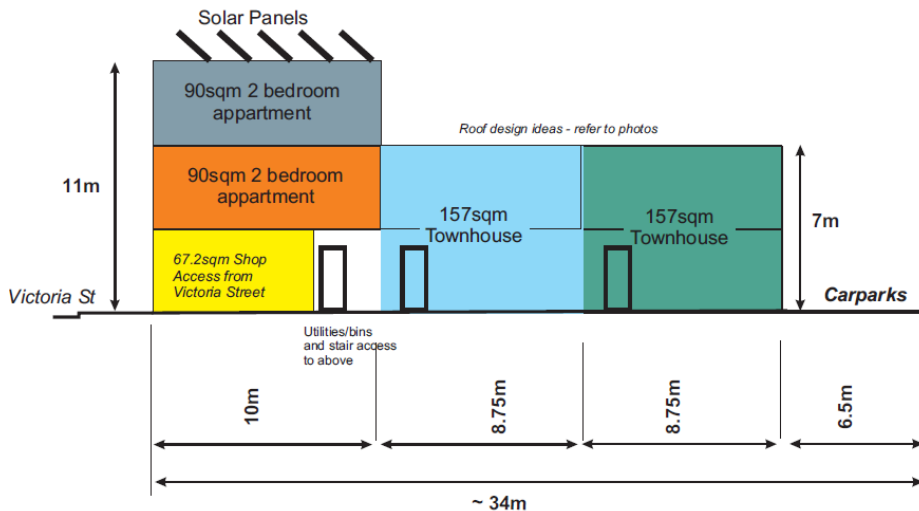 Solar Panels
90sqm 2 bedroom
appartment
Roof design ideas - refer to photos
11m
90sqm 2 bedroom
appartment
157sqm
Townhouse
157sqm
Townhouse
7m
67.2sqm Shop
Access from
Victoria Street
Victoria St
Carparks
Utilities/bins
and stair access
to above
10m
8.75m
8.75m
6.5m
~ 34m